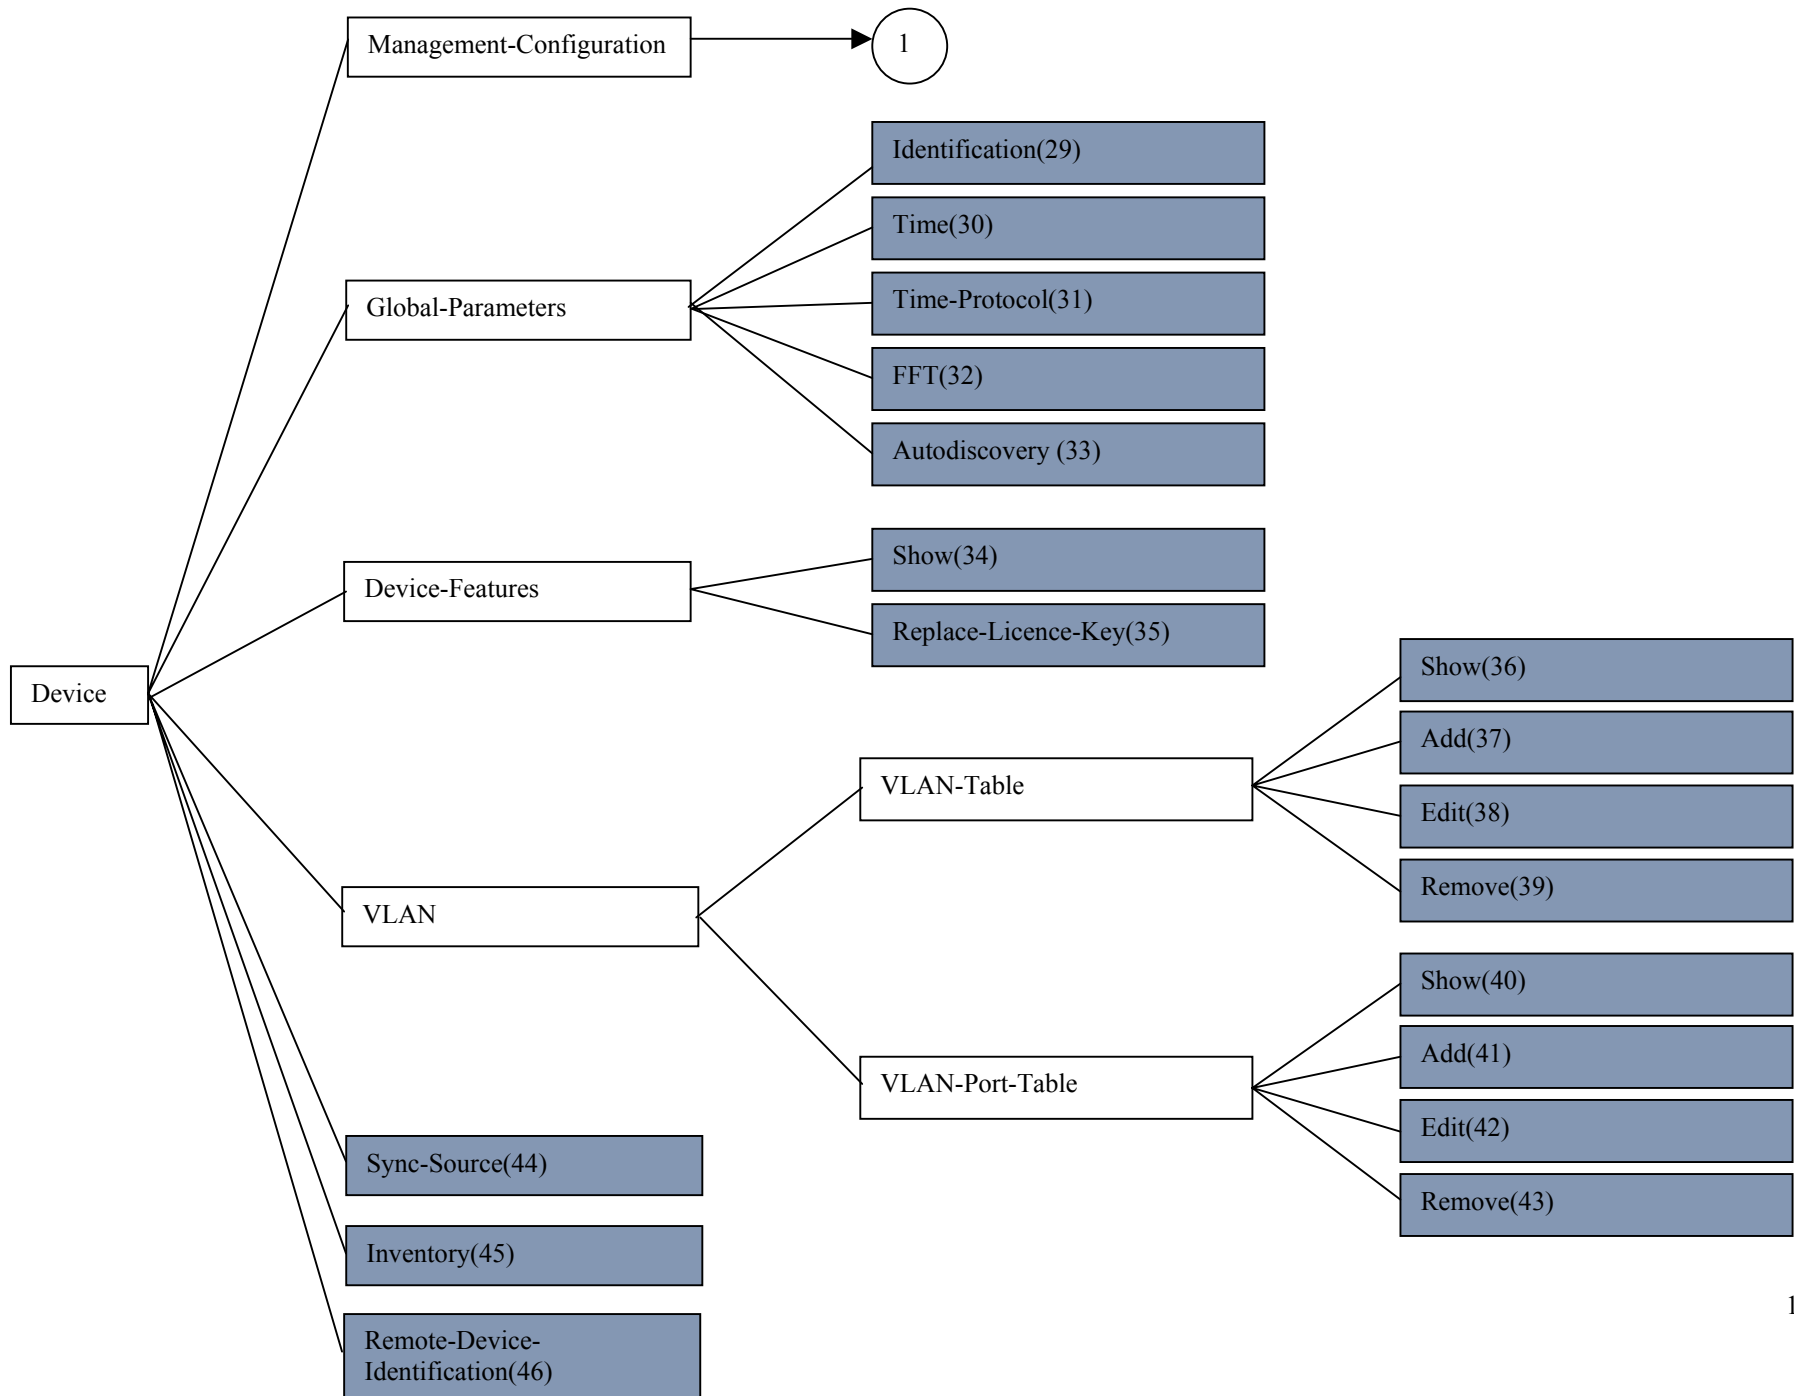 Management-Configuration
1
Identification(29)
Time(30)
Global-Parameters
Time-Protocol(31)
FFT(32)
Autodiscovery (33)
Show(34)
Device-Features
Replace-Licence-Key(35)
Device
Show(36)
Add(37)
VLAN-Table
Edit(38)
Remove(39)
VLAN
Show(40)
Add(41)
VLAN-Port-Table
Edit(42)
Remove(43)
Sync-Source(44)
Inventory(45)
Remote-Device-
Identification(46)
1